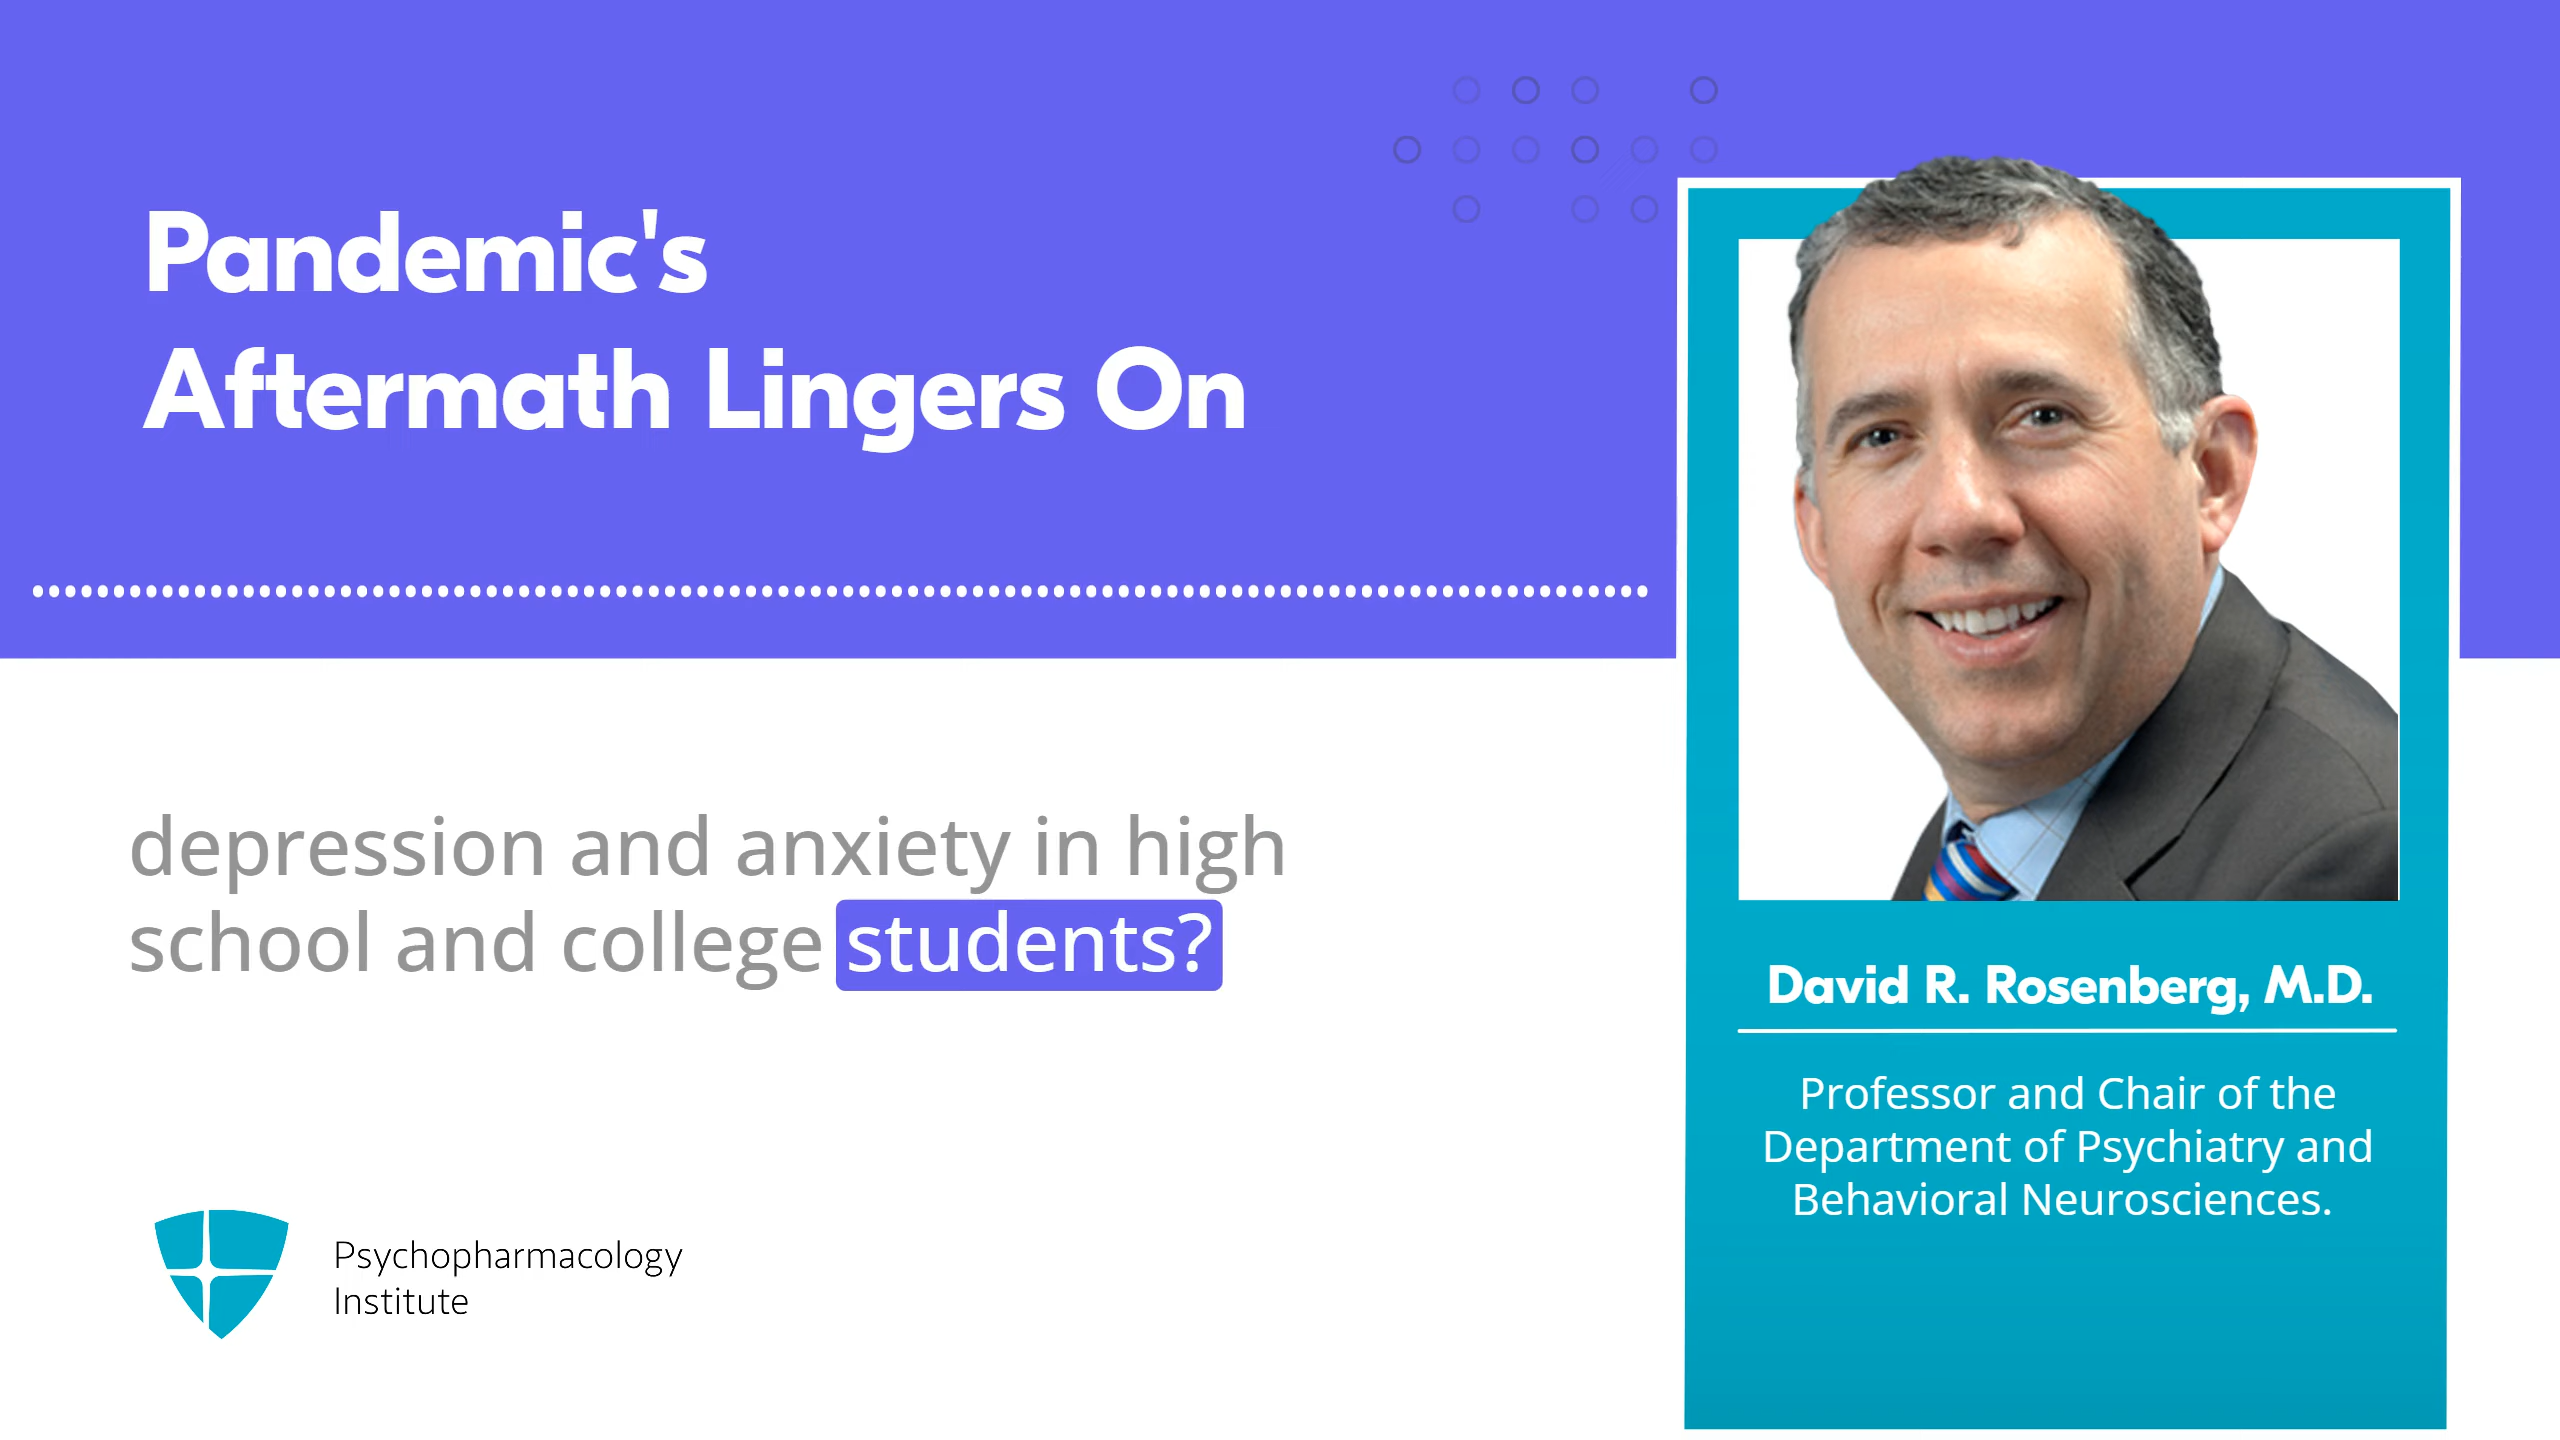 Pandemic's
Aftermath Lingers On
depression and anxiety in high
school and college students?
Psychopharmacology
Institute
David R. Rosenberg, M.D.
Professor and Chair of the
Department of Psychiatry and
Behavioral Neurosciences.